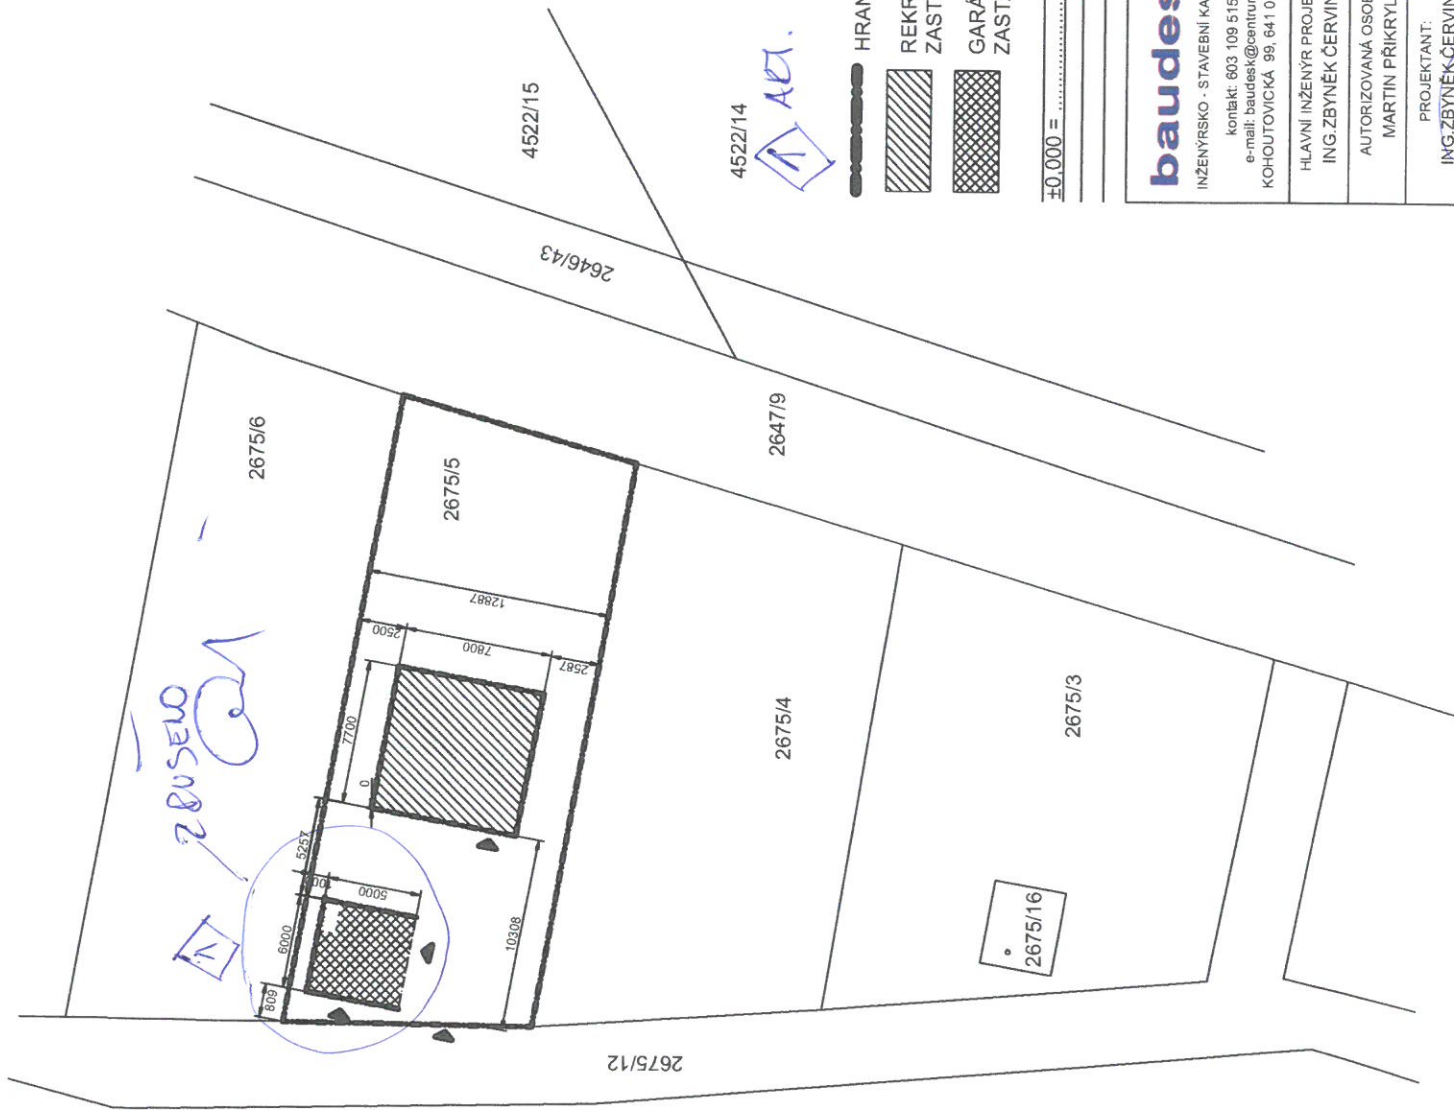 4522/15
2646/43
4522/14
AKT.
2675/6
2675/5
12887
2500
7800
2587
7700
0
5257
5000
6000
809
10308
ZBUŠENO
2647/9
2675/4
2675/3
2675/16
2675/12
HRAN
REKR
ZAST
GARÁ
ZAST.
±0,000 =
baudes
INŽENÝRSKO - STAVEBNÍ KA
kontakt: 603 109 515
e-mail: baudesk@centrum
KOHOUTOVICKÁ 99, 641 0
HLAVNÍ INŽENÝR PROJE
ING.ZBYNĚK ČERVIN
AUTORIZOVANÁ OSOB
MARTIN PŘIKRYL
PROJEKTANT:
ING.ZBYNĚK ČERVIN